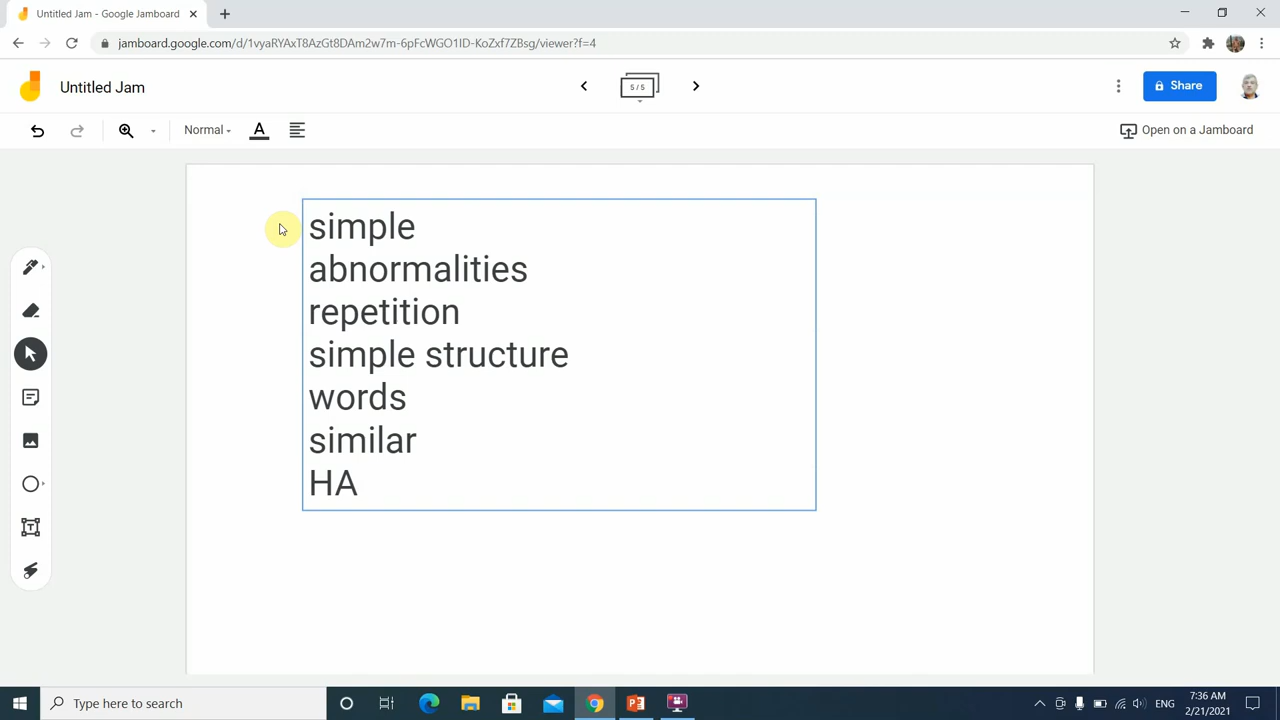 Untitled Jam - Google Jamboard
jamboard.google.com/d/1vyaRYAxT8AzGt8DAm2w7m-6pFcWGO1ID-KoZxf7ZBsg/viewer?f=4
Untitled Jam
5 / 5
Share
Normal
A
Open on a Jamboard
simple
abnormalities
repetition
simple structure
words
similar
HA
Type here to search
ENG
7:36 AM
2/21/2021